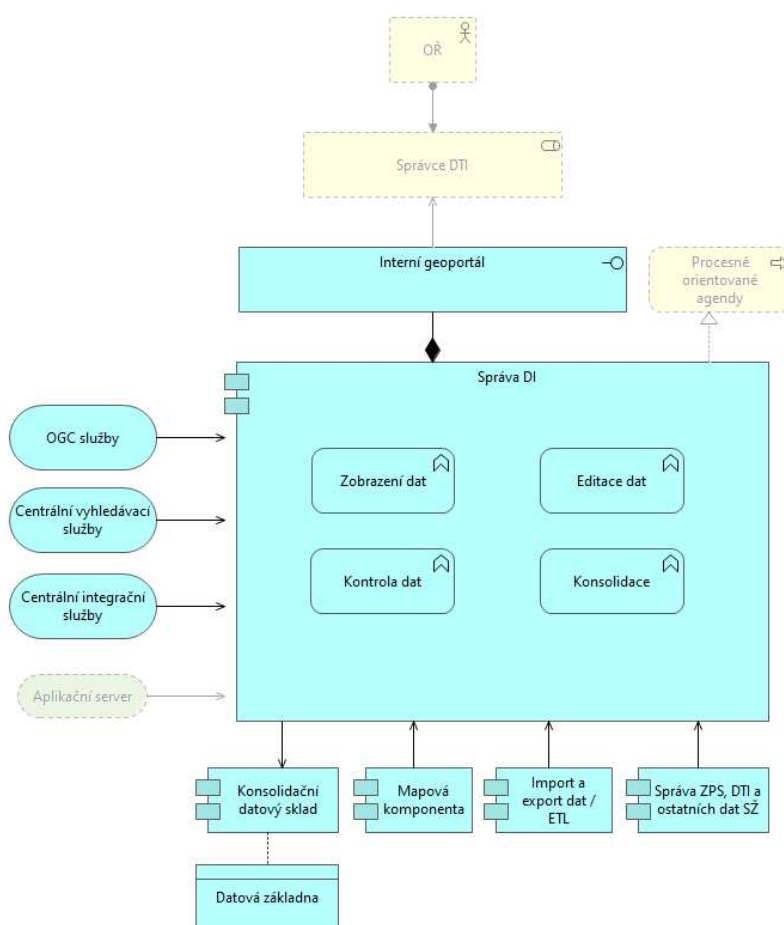 OŘ
Správce DTI
Interní geoportál
Procesně
orientované
agendy
Správa DI
OGC služby
Zobrazení dat
Editace dat
Centrální vyhledávací
služby
Kontrola dat
Konsolidace
Centrální integrační
služby
Aplikační server
Konsolidační
datový sklad
Mapová
komponenta
Import a
export dat /
ETL
Správa ZPS, DTI a
ostatních dat SŽ
Datová základna